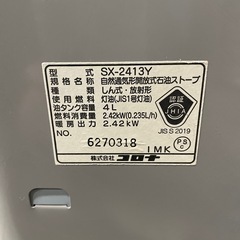 型式 SX-2413Y
規格名称 自然通気形開放式石油ストーブ
種類 しん式・放射形
使用燃料 灯油(JIS1号灯油)
油タンク容量 4L
燃料消費量 2.42kW(0.235L/h)
暖房出力 2.42kW
NO.
6270318 IMK
株式会社コロナ
認証
JHIA
JIS S 2019
PS
C